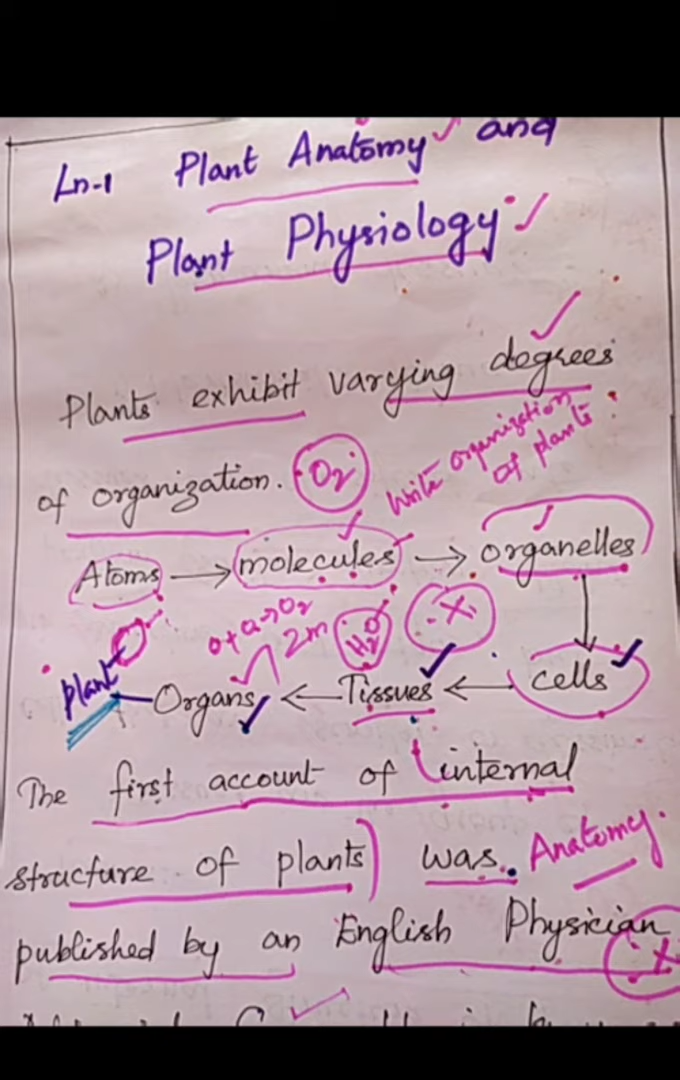 Ln-1 Plant Anatomy and
Plant Physiology
Plants exhibit varying degrees
of organization. O2
Write organization
of plants
Atoms → molecules → organelles
O + O → O2
2m
H2O
X
Plant
Organs ← Tissues ← cells
The first account of internal
structure of plants was Anatomy.
published by an English Physician
X